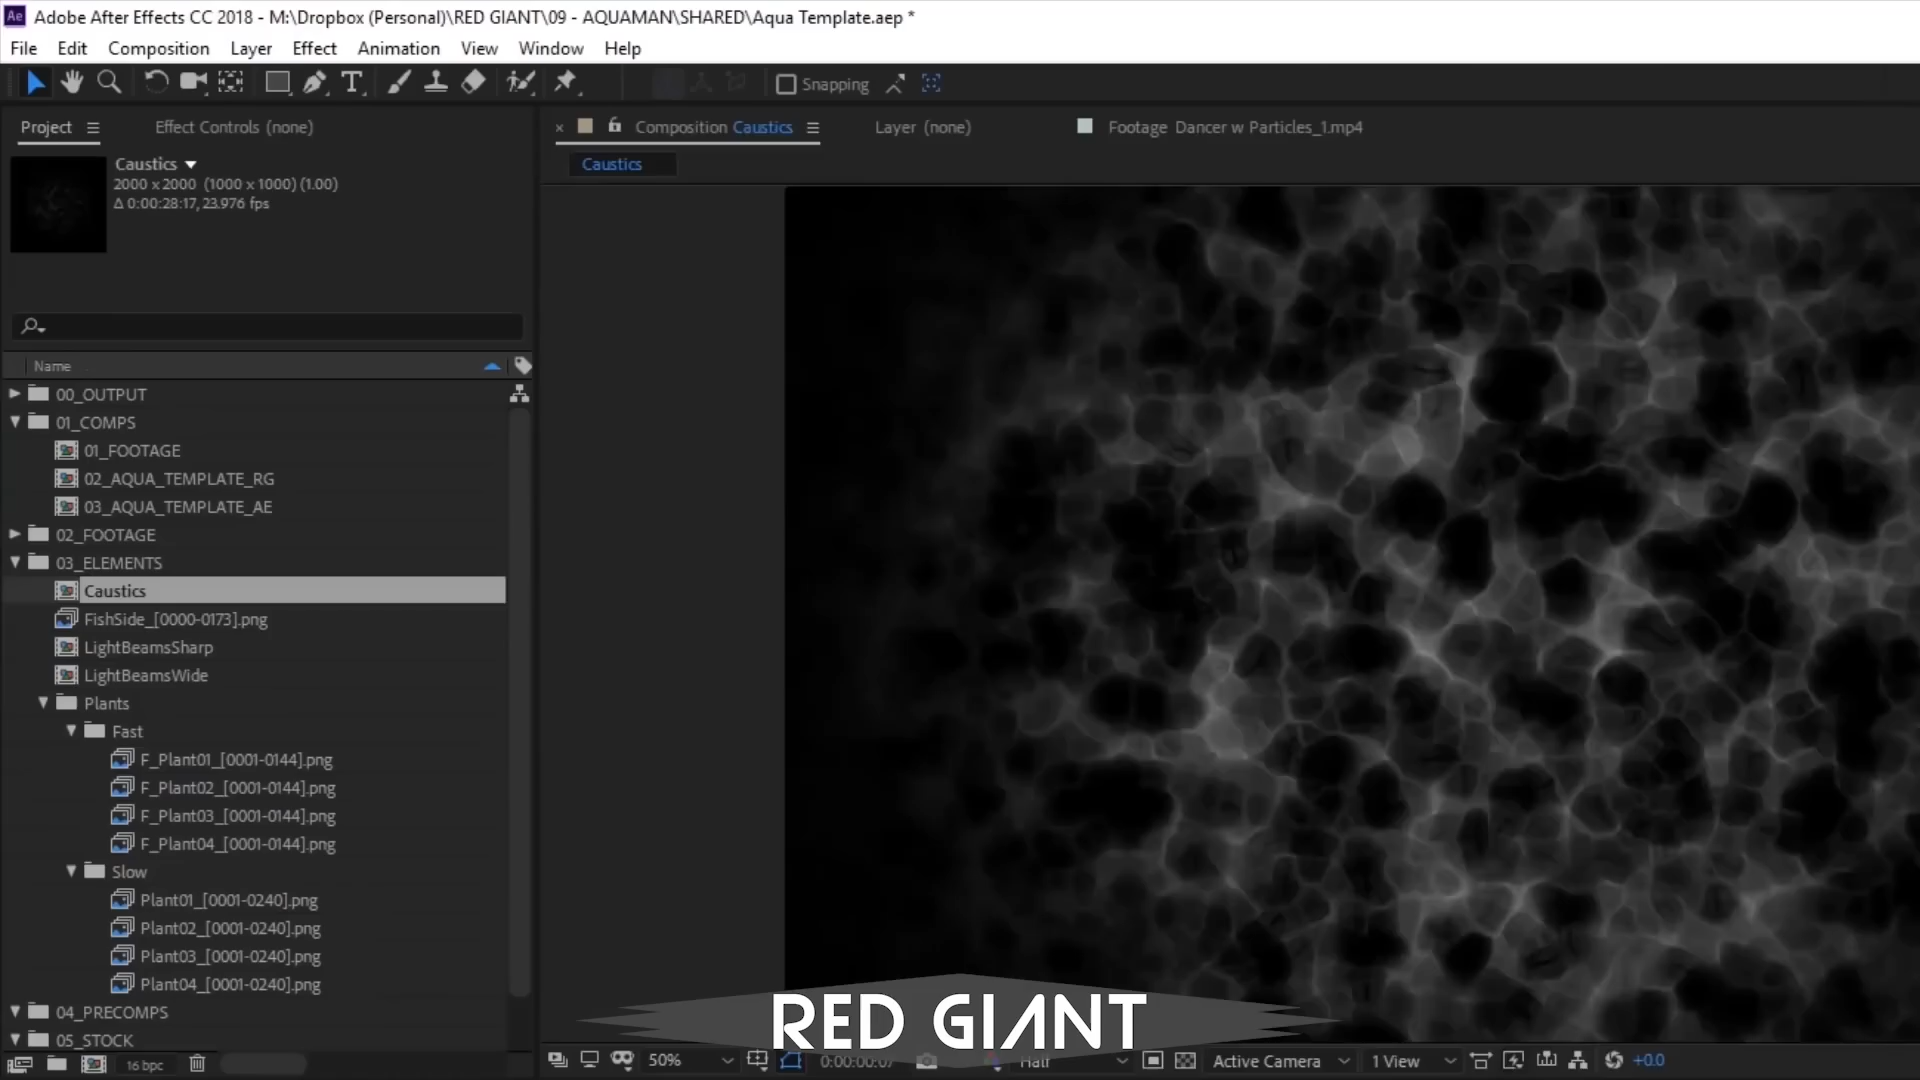 Adobe After Effects CC 2018 - M:\Dropbox (Personal)\RED GIANT\09 - AQUAMAN\SHARED\Aqua Template.aep *
File Edit Composition Layer Effect Animation View Window Help
Snapping
Project Effect Controls (none) Composition Caustics Layer (none) Footage Dancer w Particles_1.mp4
Caustics
Caustics
2000 x 2000 (1000 x 1000) (1.00)
Δ 0:00:28:17, 23.976 fps
Name
00_OUTPUT
01_COMPS
01_FOOTAGE
02_AQUA_TEMPLATE_RG
03_AQUA_TEMPLATE_AE
02_FOOTAGE
03_ELEMENTS
Caustics
FishSide_[0000-0173].png
LightBeamsSharp
LightBeamsWide
Plants
Fast
F_Plant01_[0001-0144].png
F_Plant02_[0001-0144].png
F_Plant03_[0001-0144].png
F_Plant04_[0001-0144].png
Slow
Plant01_[0001-0240].png
Plant02_[0001-0240].png
Plant03_[0001-0240].png
Plant04_[0001-0240].png
04_PRECOMPS
05_STOCK
RED GIANT
16 bpc 50% Half Active Camera 1 View +0.0